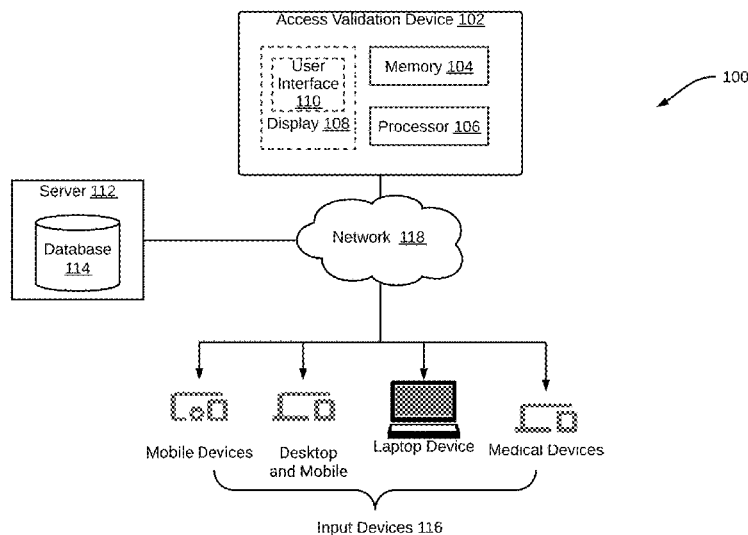 Access Validation Device 102
User
Interface
110
Display 108
Memory 104
Processor 106
100
Server 112
Database
114
Network 118
Mobile Devices
Desktop
and Mobile
Laptop Device
Medical Devices
Input Devices 116